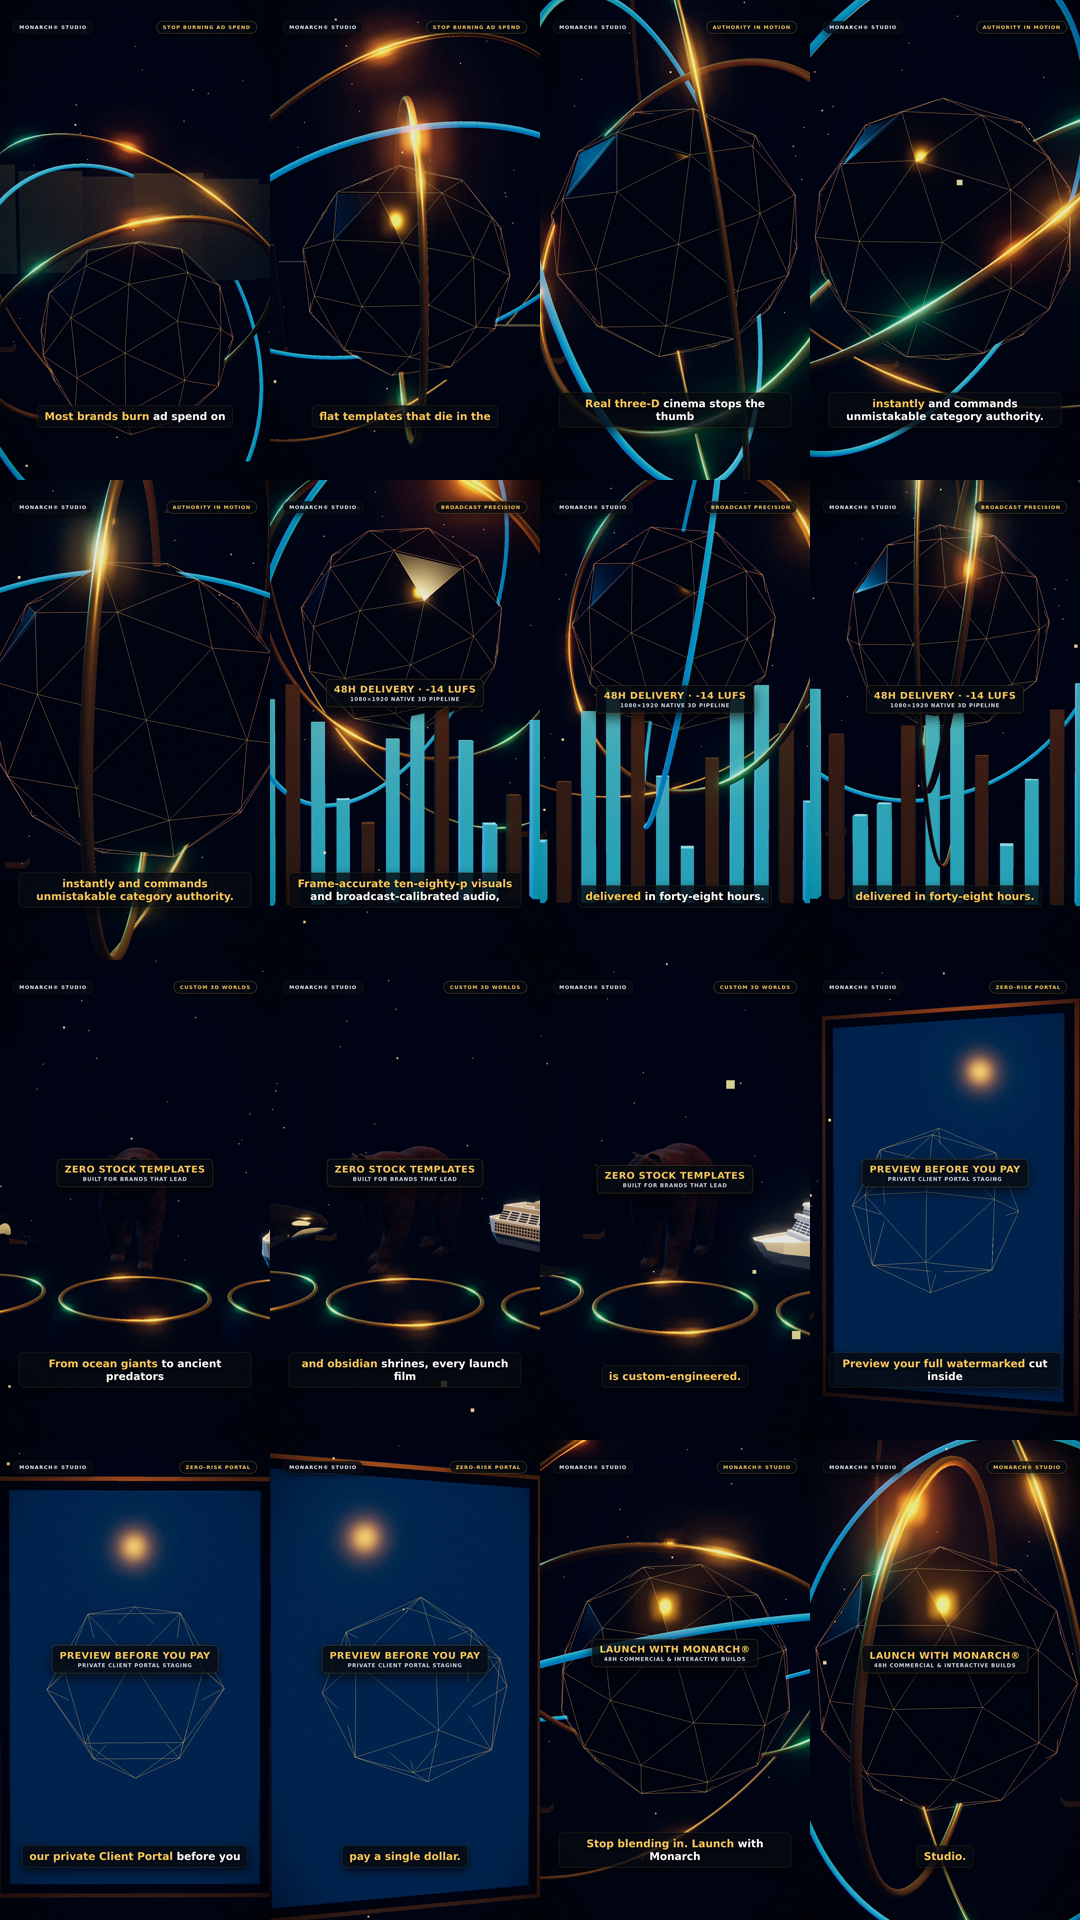 MONARCH® STUDIO
STOP BURNING AD SPEND
Most brands burn ad spend on
MONARCH® STUDIO
STOP BURNING AD SPEND
flat templates that die in the
MONARCH® STUDIO
AUTHORITY IN MOTION
Real three-D cinema stops the
thumb
MONARCH® STUDIO
AUTHORITY IN MOTION
instantly and commands
unmistakable category authority.
MONARCH® STUDIO
AUTHORITY IN MOTION
instantly and commands
unmistakable category authority.
MONARCH® STUDIO
BROADCAST PRECISION
48H DELIVERY · -14 LUFS
1080×1920 NATIVE 3D PIPELINE
Frame-accurate ten-eighty-p visuals
and broadcast-calibrated audio,
MONARCH® STUDIO
BROADCAST PRECISION
48H DELIVERY · -14 LUFS
1080×1920 NATIVE 3D PIPELINE
delivered in forty-eight hours.
MONARCH® STUDIO
BROADCAST PRECISION
48H DELIVERY · -14 LUFS
1080×1920 NATIVE 3D PIPELINE
delivered in forty-eight hours.
MONARCH® STUDIO
CUSTOM 3D WORLDS
ZERO STOCK TEMPLATES
BUILT FOR BRANDS THAT LEAD
From ocean giants to ancient
predators
MONARCH® STUDIO
CUSTOM 3D WORLDS
ZERO STOCK TEMPLATES
BUILT FOR BRANDS THAT LEAD
and obsidian shrines, every launch
film
MONARCH® STUDIO
CUSTOM 3D WORLDS
ZERO STOCK TEMPLATES
BUILT FOR BRANDS THAT LEAD
is custom-engineered.
MONARCH® STUDIO
ZERO-RISK PORTAL
PREVIEW BEFORE YOU PAY
PRIVATE CLIENT PORTAL STAGING
Preview your full watermarked cut
inside
MONARCH® STUDIO
ZERO-RISK PORTAL
PREVIEW BEFORE YOU PAY
PRIVATE CLIENT PORTAL STAGING
our private Client Portal before you
MONARCH® STUDIO
ZERO-RISK PORTAL
PREVIEW BEFORE YOU PAY
PRIVATE CLIENT PORTAL STAGING
pay a single dollar.
MONARCH® STUDIO
MONARCH® STUDIO
LAUNCH WITH MONARCH®
48H COMMERCIAL & INTERACTIVE BUILDS
Stop blending in. Launch with
Monarch
MONARCH® STUDIO
MONARCH® STUDIO
LAUNCH WITH MONARCH®
48H COMMERCIAL & INTERACTIVE BUILDS
Studio.